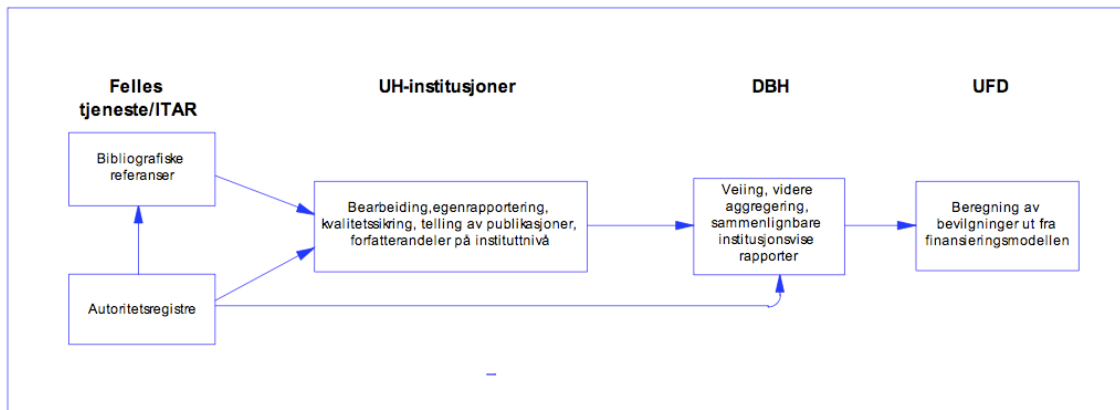 Felles
tjeneste/ITAR
UH-institusjoner
DBH
UFD
Bibliografiske
referanser
Bearbeiding,egenrapportering,
kvalitetssikring, telling av publikasjoner,
forfatterandeler på instituttnivå
Veiing, videre
aggregering,
sammenlignbare
institusjonsvise
rapporter
Beregning av
bevilgninger ut fra
finansieringsmodellen
Autoritetsregistre